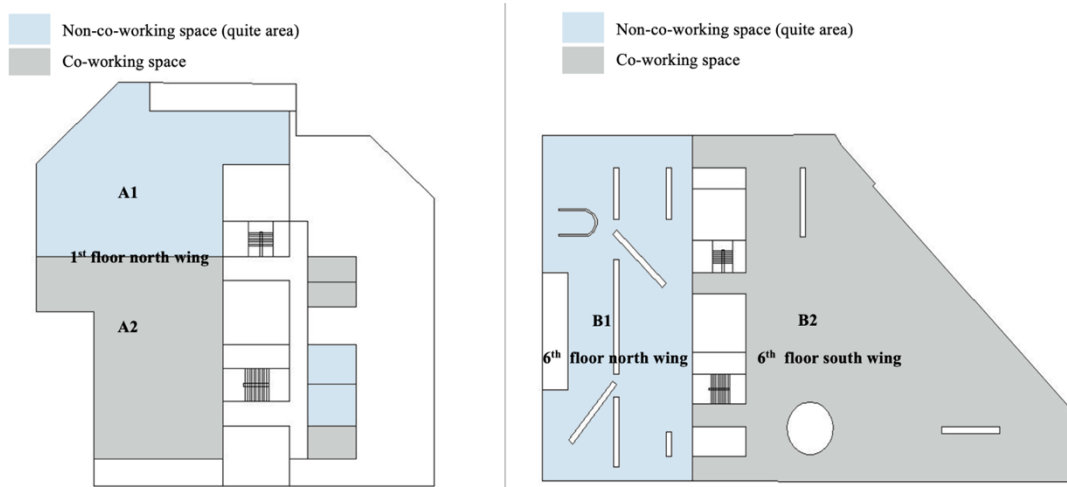 Non-co-working space (quite area)
Co-working space
A1
1st floor north wing
A2
Non-co-working space (quite area)
Co-working space
B1
B2
6th floor north wing
6th floor south wing